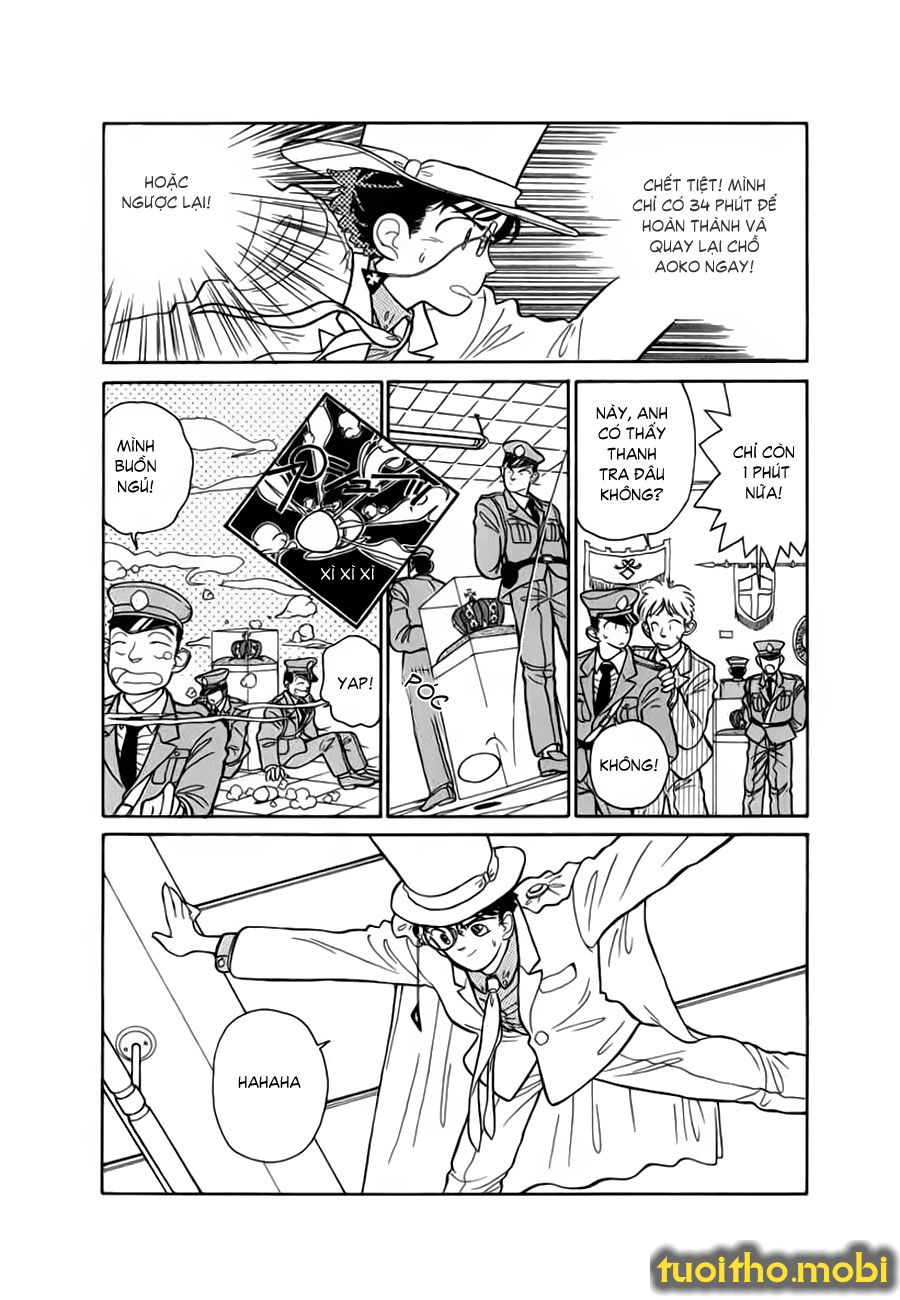 CHẾT TIỆT! MÌNH
CHỈ CÓ 34 PHÚT ĐỂ
HOÀN THÀNH VÀ
QUAY LẠI CHỖ
AOKO NGAY!
HOẶC
NGƯỢC LẠI!
CHỈ CÒN
1 PHÚT
NỮA!
NÀY, ANH
CÓ THẤY
THANH
TRA ĐÂU
KHÔNG?
KHÔNG!
PỐC
XÌ XÌ XÌ
MÌNH
BUỒN
NGỦ!
YAP!
HAHAHA
tuoitho.mobi